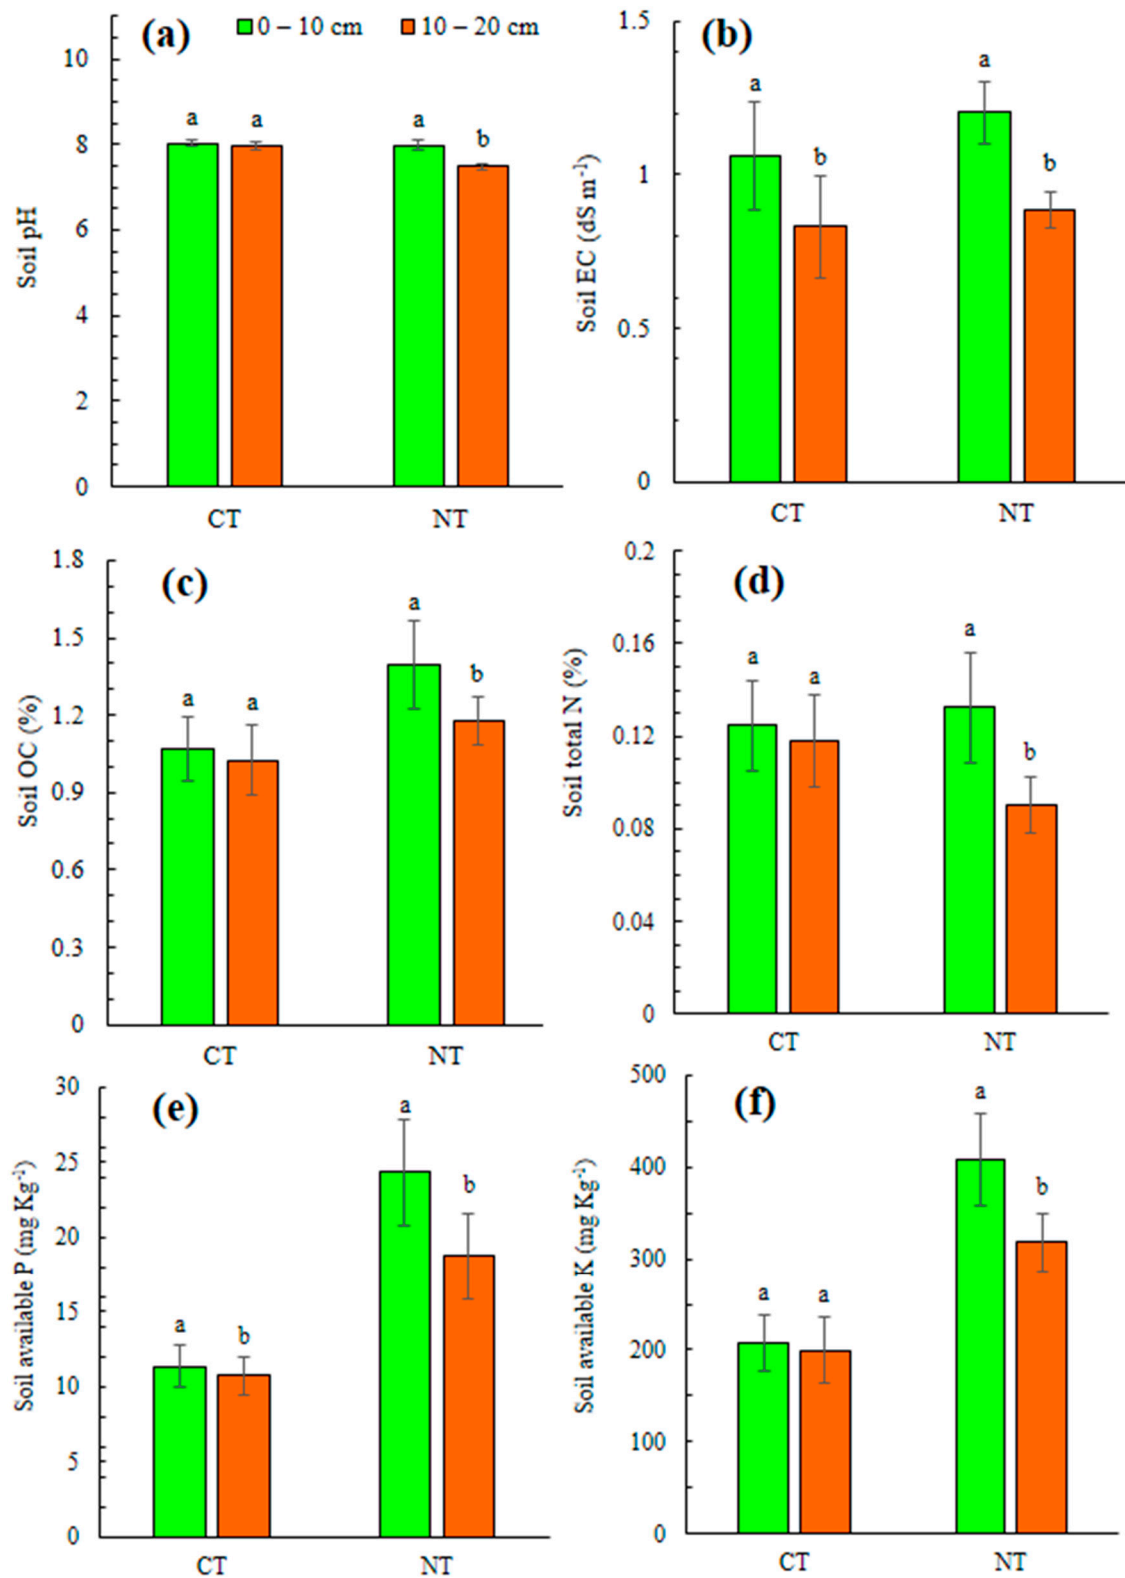 (a)
0 – 10 cm
10 – 20 cm
10
8
6
4
2
0
Soil pH
a
a
a
b
CT
NT
(b)
1.5
1
0.5
0
Soil EC (dS m⁻¹)
a
b
a
b
CT
NT
(c)
1.8
1.5
1.2
0.9
0.6
0.3
0
Soil OC (%)
a
a
a
b
CT
NT
(d)
0.2
0.16
0.12
0.08
0.04
0
Soil total N (%)
a
a
a
b
CT
NT
(e)
30
25
20
15
10
5
0
Soil available P (mg Kg⁻¹)
a
b
a
b
CT
NT
(f)
500
400
300
200
100
0
Soil available K (mg Kg⁻¹)
a
a
a
b
CT
NT